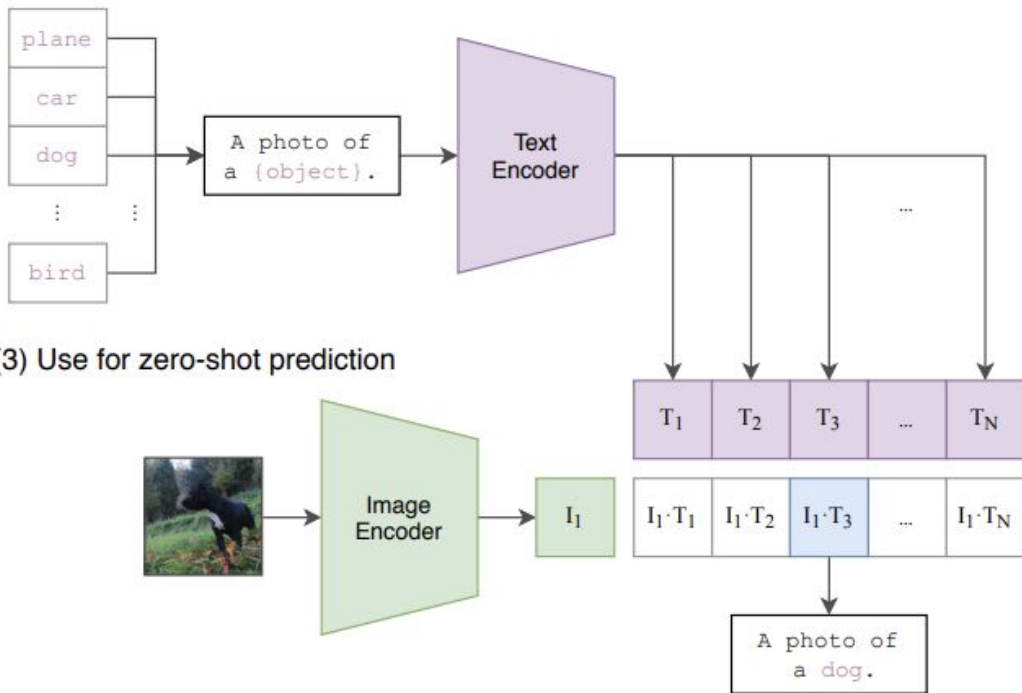 plane
car
dog
⋮ ⋮
bird
A photo of
a {object}.
Text
Encoder
...
3) Use for zero-shot prediction
T1 T2 T3 ... TN
Image
Encoder
I1
I1·T1 I1·T2 I1·T3 ... I1·TN
A photo of
a dog.